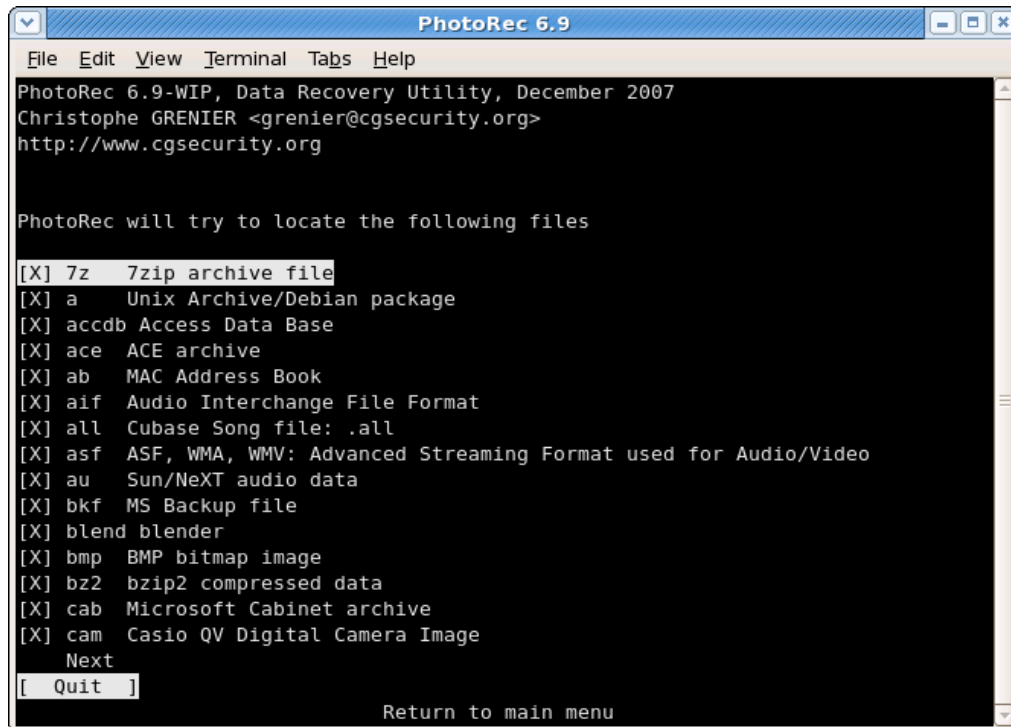 PhotoRec 6.9
File Edit View Terminal Tabs Help
PhotoRec 6.9-WIP, Data Recovery Utility, December 2007
Christophe GRENIER <grenier@cgsecurity.org>
http://www.cgsecurity.org
PhotoRec will try to locate the following files
[X] 7z   7zip archive file
[X] a    Unix Archive/Debian package
[X] accdb Access Data Base
[X] ace  ACE archive
[X] ab   MAC Address Book
[X] aif  Audio Interchange File Format
[X] all  Cubase Song file: .all
[X] asf  ASF, WMA, WMV: Advanced Streaming Format used for Audio/Video
[X] au   Sun/NeXT audio data
[X] bkf  MS Backup file
[X] blend blender
[X] bmp  BMP bitmap image
[X] bz2  bzip2 compressed data
[X] cab  Microsoft Cabinet archive
[X] cam  Casio QV Digital Camera Image
Next
[  Quit  ]
Return to main menu